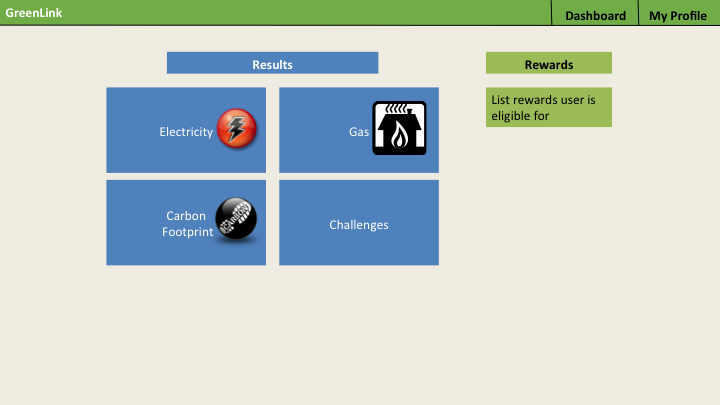 GreenLink
Dashboard
My Profile
Results
Rewards
Electricity
Gas
List rewards user is
eligible for
Carbon
Footprint
Challenges